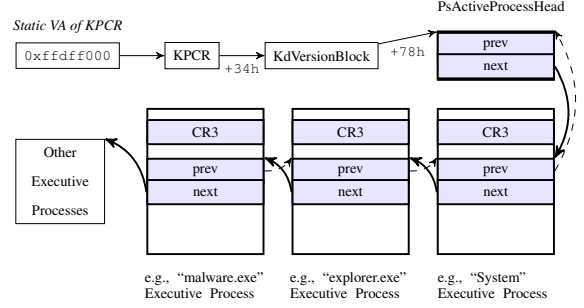 PsActiveProcessHead
Static VA of KPCR
prev
0xffdff000
KPCR
KdVersionBlock
+34h
+78h
next
CR3
CR3
CR3
Other
Executive
Processes
prev
prev
prev
next
next
next
e.g., “malware.exe”
Executive Process
e.g., “explorer.exe”
Executive Process
e.g., “System”
Executive Process